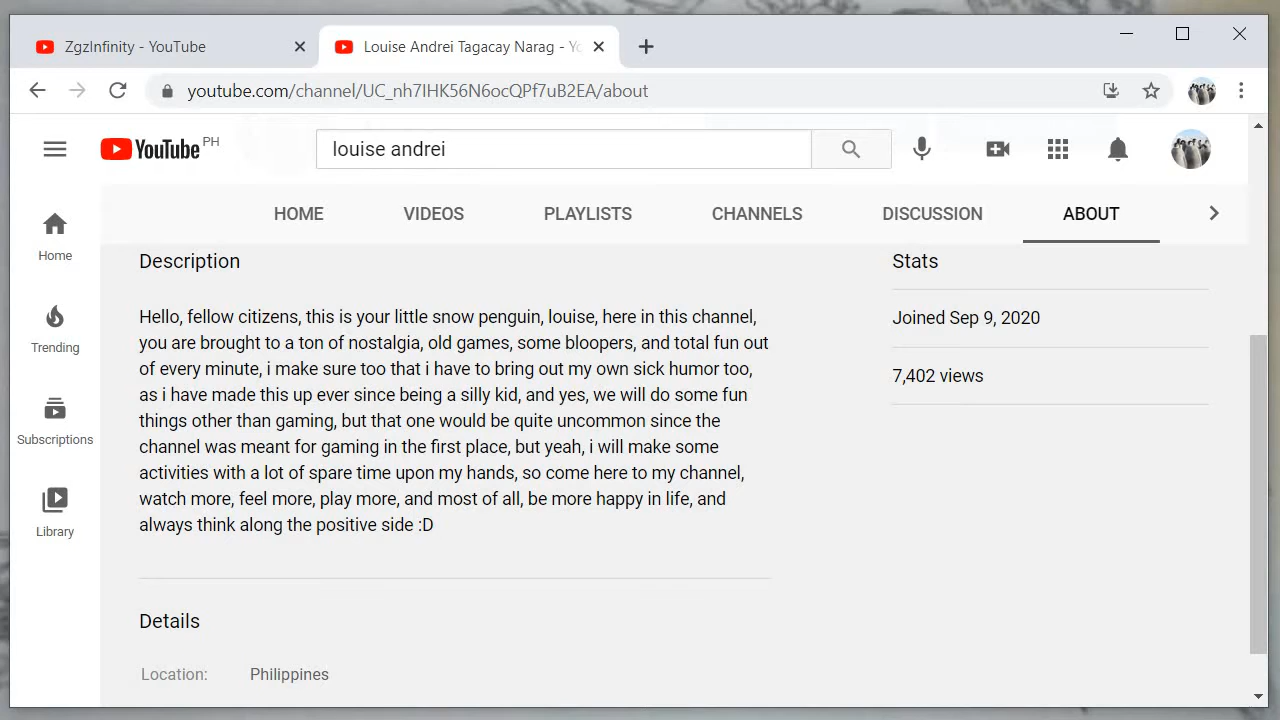 ZgzInfinity - YouTube
Louise Andrei Tagacay Narag - Yo
youtube.com/channel/UC_nh7IHK56N6ocQPf7uB2EA/about
YouTube PH
louise andrei
HOME VIDEOS PLAYLISTS CHANNELS DISCUSSION ABOUT
Home
Trending
Subscriptions
Library
Description
Hello, fellow citizens, this is your little snow penguin, louise, here in this channel,
you are brought to a ton of nostalgia, old games, some bloopers, and total fun out
of every minute, i make sure too that i have to bring out my own sick humor too,
as i have made this up ever since being a silly kid, and yes, we will do some fun
things other than gaming, but that one would be quite uncommon since the
channel was meant for gaming in the first place, but yeah, i will make some
activities with a lot of spare time upon my hands, so come here to my channel,
watch more, feel more, play more, and most of all, be more happy in life, and
always think along the positive side :D
Details
Location: Philippines
Stats
Joined Sep 9, 2020
7,402 views